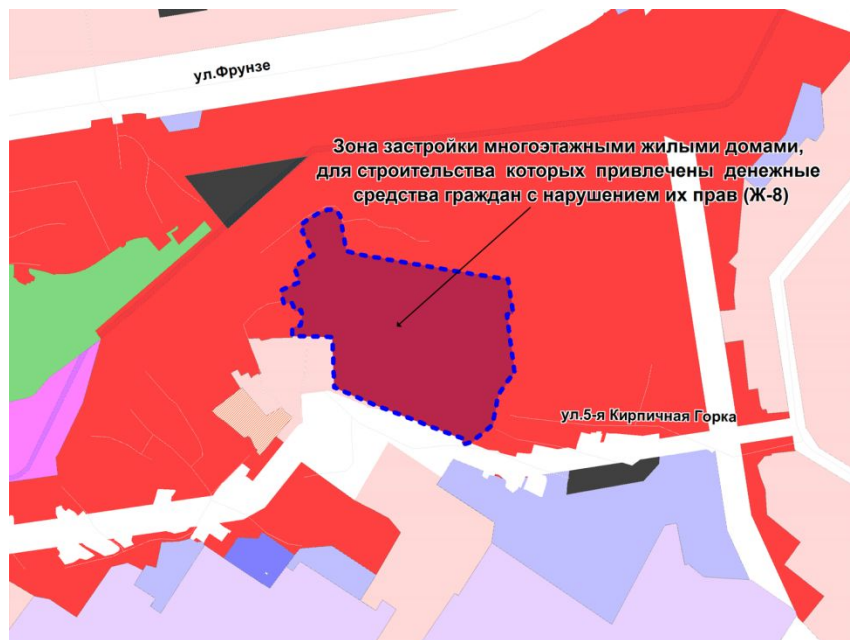 ул.Фрунзе
Зона застройки многоэтажными жилыми домами,
для строительства которых привлечены денежные
средства граждан с нарушением их прав (Ж-8)
ул.5-я Кирпичная Горка